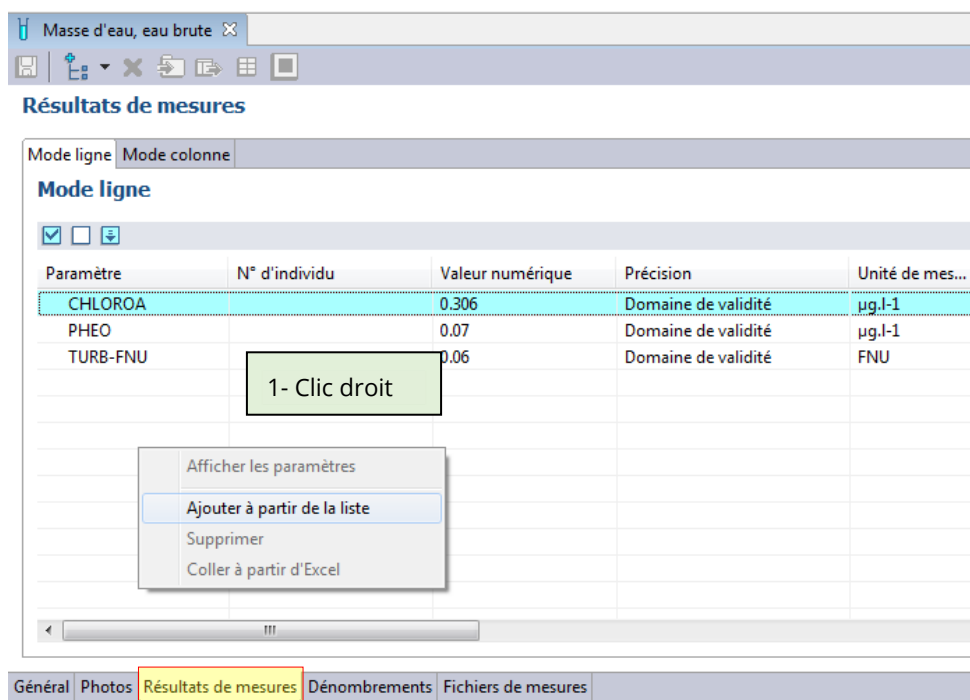 Masse d'eau, eau brute
Résultats de mesures
Mode ligne Mode colonne
Mode ligne
Paramètre N° d'individu Valeur numérique Précision Unité de mes...
CHLOROA 0.306 Domaine de validité µg.l-1
PHEO 0.07 Domaine de validité µg.l-1
TURB-FNU 0.06 Domaine de validité FNU
1- Clic droit
Afficher les paramètres
Ajouter à partir de la liste
Supprimer
Coller à partir d'Excel
Général Photos Résultats de mesures Dénombrements Fichiers de mesures